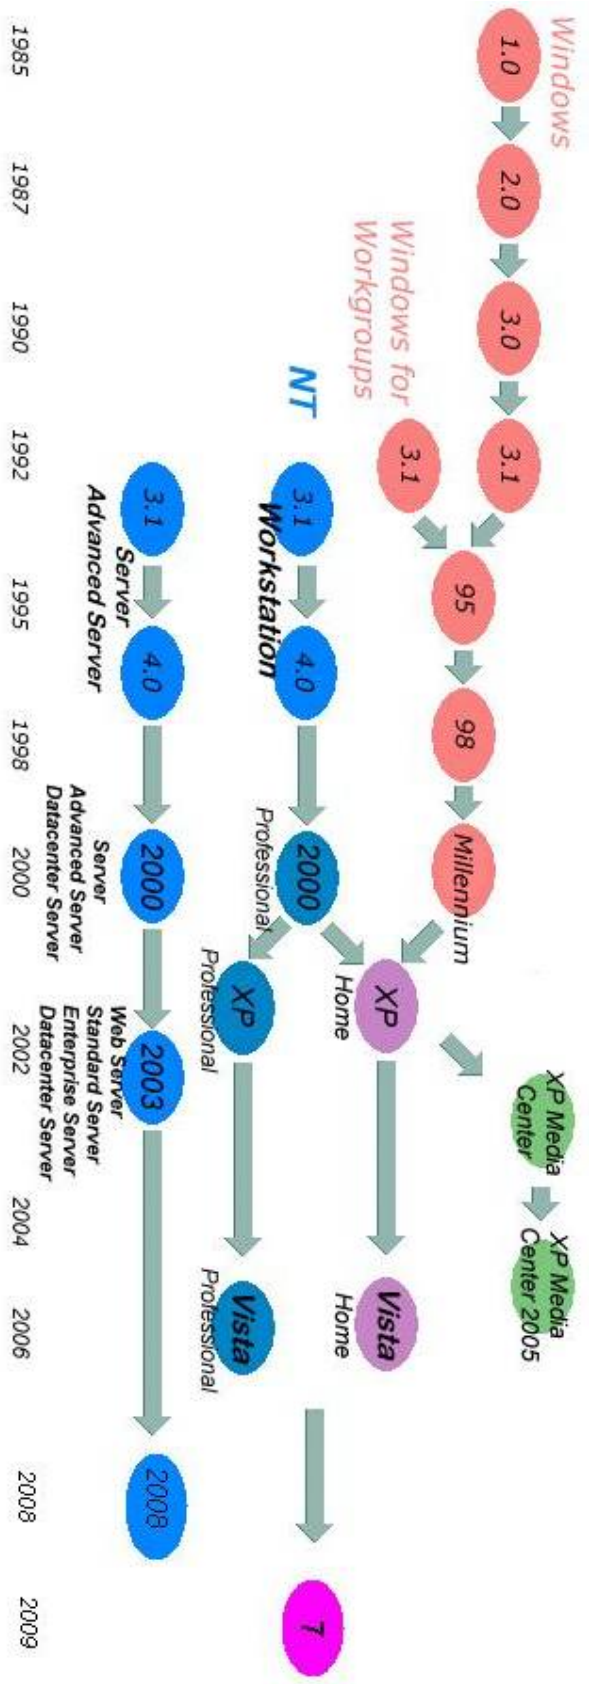 Windows
1.0
2.0
3.0
3.1
Windows for
Workgroups
3.1
95
98
Millennium
XP Media
Center
XP Media
Center 2005
XP
Home
Vista
Home
NT
3.1
Workstation
4.0
2000
Professional
XP
Professional
Vista
Professional
7
3.1
Server
Advanced Server
4.0
2000
Server
Advanced Server
Datacenter Server
2003
Web Server
Standard Server
Enterprise Server
Datacenter Server
2008
1985
1987
1990
1992
1995
1998
2000
2002
2004
2006
2008
2009